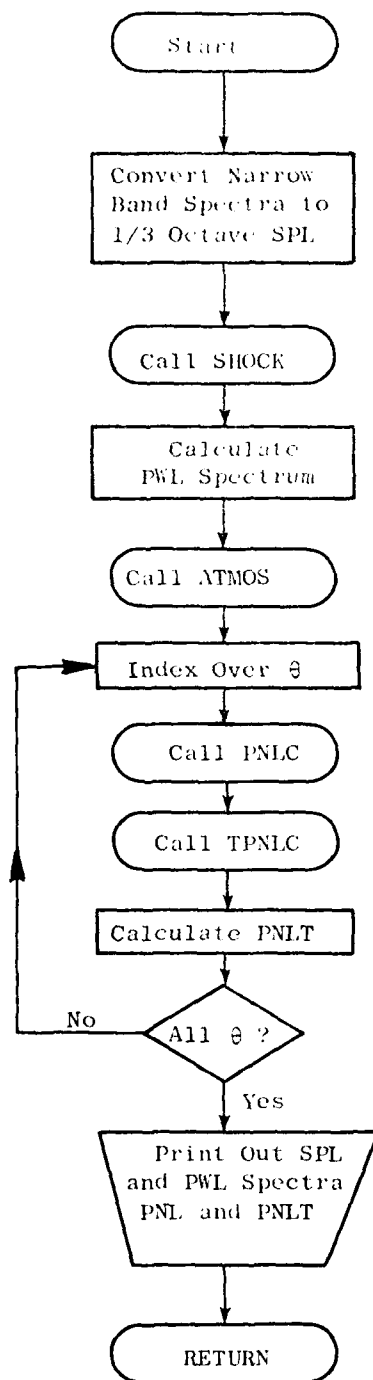 Start
Convert Narrow
Band Spectra to
1/3 Octave SPL
Call SHOCK
Calculate
PWL Spectrum
Call ATMOS
Index Over θ
Call PNLC
Call TPNLC
Calculate PNLT
All θ ?
No
Yes
Print Out SPL
and PWL Spectra
PNL and PNLT
RETURN